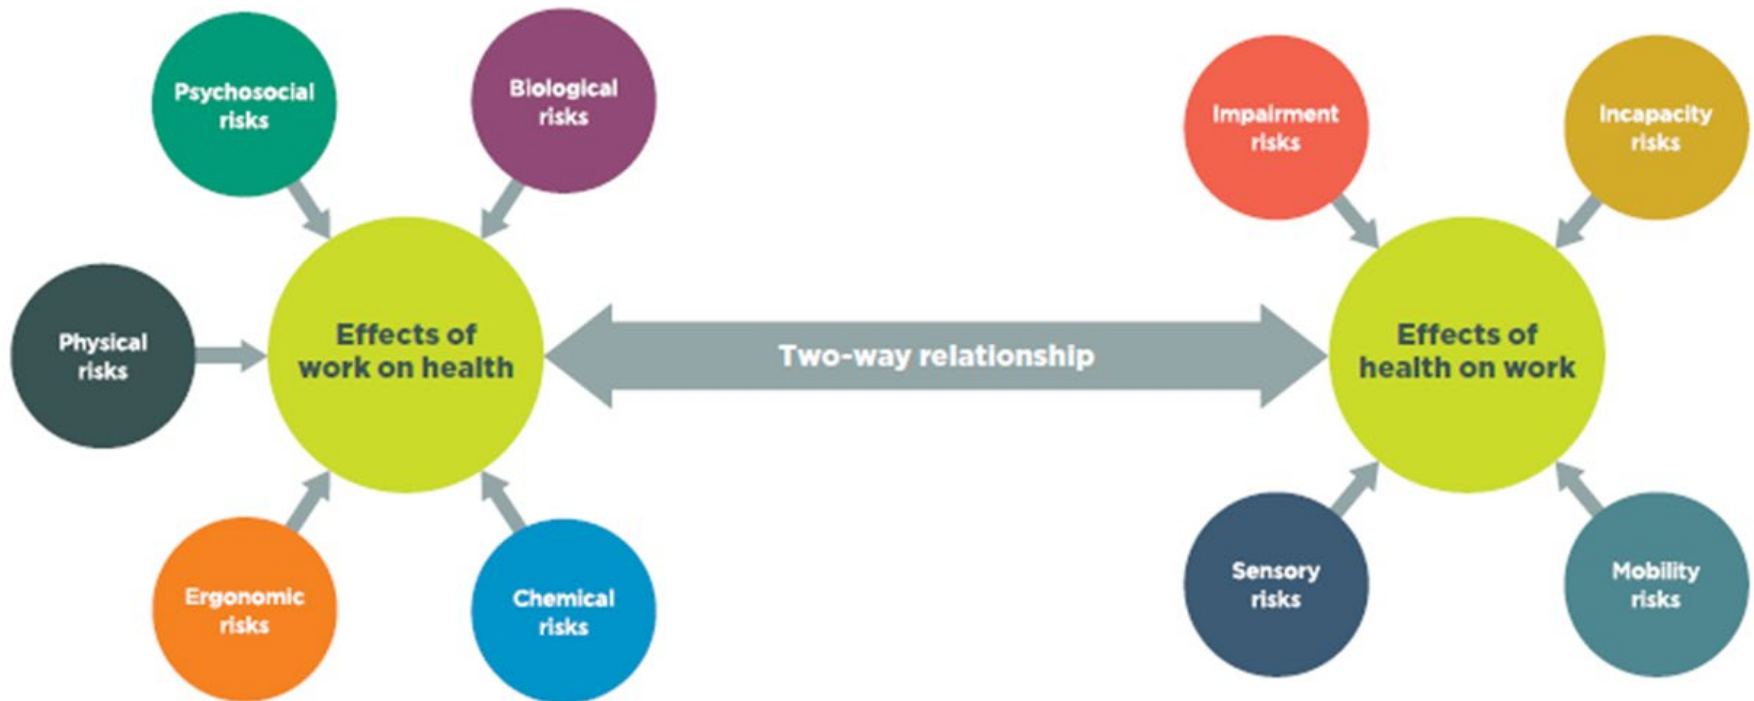 Psychosocial
risks
Biological
risks
Physical
risks
Effects of
work on health
Ergonomic
risks
Chemical
risks
Two-way relationship
Impairment
risks
Incapacity
risks
Effects of
health on work
Sensory
risks
Mobility
risks